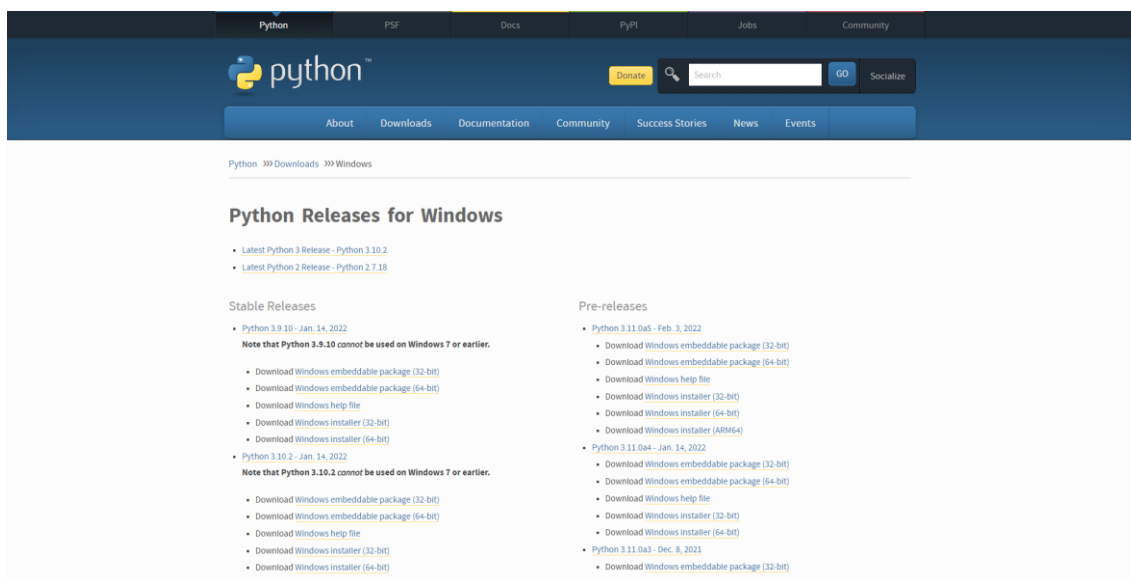 Python PSF Docs PyPI Jobs Community
python™
Donate Search GO Socialize
About Downloads Documentation Community Success Stories News Events
Python >>> Downloads >>> Windows
Python Releases for Windows
Latest Python 3 Release - Python 3.10.2
Latest Python 2 Release - Python 2.7.18
Stable Releases
Python 3.9.10 - Jan. 14, 2022
Note that Python 3.9.10 cannot be used on Windows 7 or earlier.
Download Windows embeddable package (32-bit)
Download Windows embeddable package (64-bit)
Download Windows help file
Download Windows installer (32-bit)
Download Windows installer (64-bit)
Python 3.10.2 - Jan. 14, 2022
Note that Python 3.10.2 cannot be used on Windows 7 or earlier.
Download Windows embeddable package (32-bit)
Download Windows embeddable package (64-bit)
Download Windows help file
Download Windows installer (32-bit)
Download Windows installer (64-bit)
Pre-releases
Python 3.11.0a5 - Feb. 3, 2022
Download Windows embeddable package (32-bit)
Download Windows embeddable package (64-bit)
Download Windows help file
Download Windows installer (32-bit)
Download Windows installer (64-bit)
Download Windows installer (ARM64)
Python 3.11.0a4 - Jan. 14, 2022
Download Windows embeddable package (32-bit)
Download Windows embeddable package (64-bit)
Download Windows help file
Download Windows installer (32-bit)
Download Windows installer (64-bit)
Python 3.11.0a3 - Dec. 8, 2021
Download Windows embeddable package (32-bit)